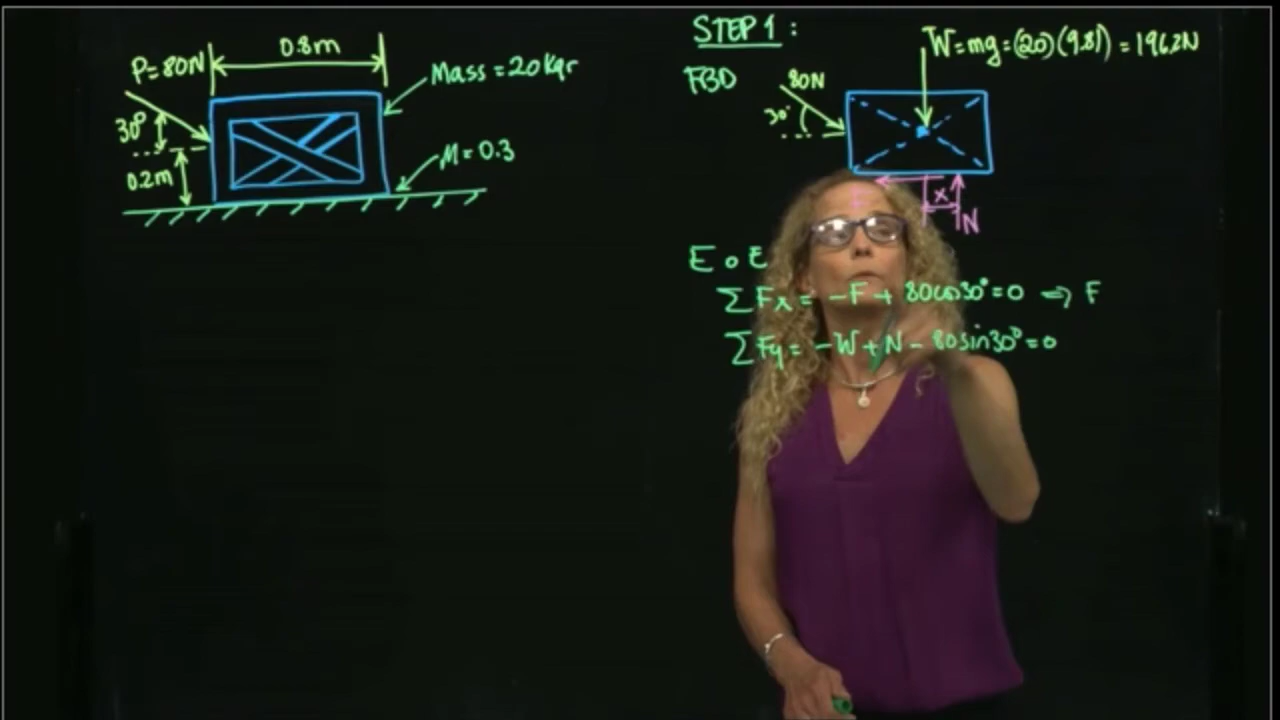 P=80N
0.8m
Mass = 20Kgr
30°
0.2m
M=0.3
STEP 1:
FBD
80N
30°
W=mg=(20)(9.81)=196.2N
x
N
E o E
ΣFx = -F + 80cos30°=0 => F
ΣFy = -W+N-80sin30°=0